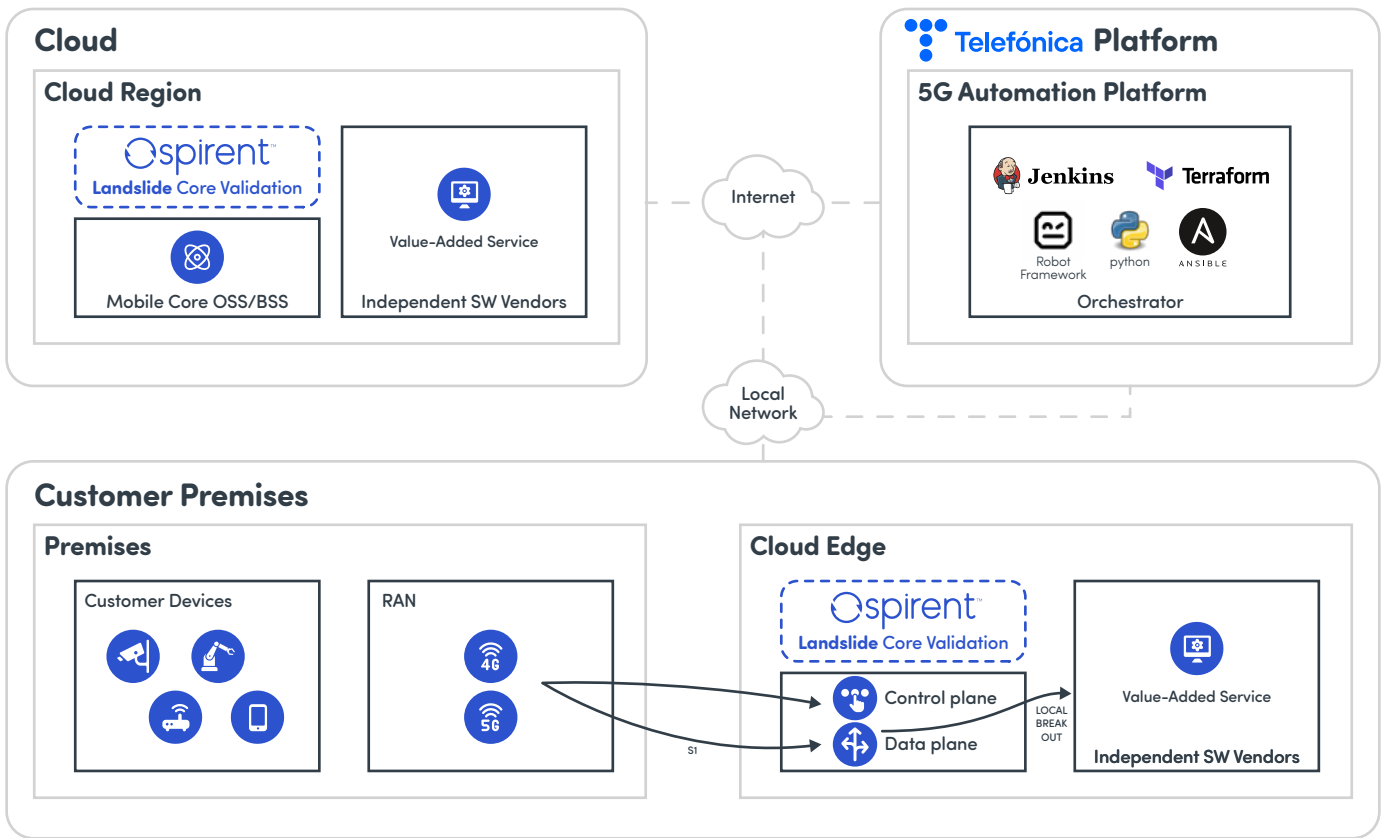 Cloud
Cloud Region
spirent™
Landslide Core Validation
Mobile Core OSS/BSS
Value-Added Service
Independent SW Vendors
Internet
Telefónica Platform
5G Automation Platform
Jenkins
Terraform
Robot
Framework
python
ANSIBLE
Orchestrator
Local
Network
Customer Premises
Premises
Customer Devices
RAN
4G
5G
S1
Cloud Edge
spirent™
Landslide Core Validation
Control plane
Data plane
LOCAL
BREAK
OUT
Value-Added Service
Independent SW Vendors